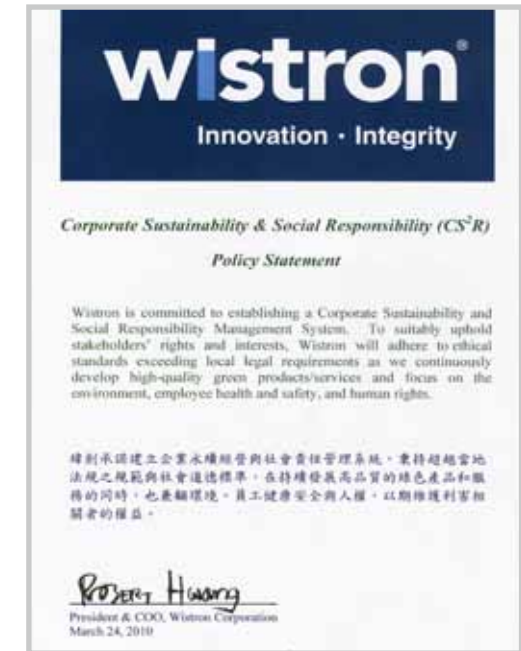 wistron®
Innovation · Integrity
Corporate Sustainability & Social Responsibility (CS²R)
Policy Statement
Wistron is committed to establishing a Corporate Sustainability and
Social Responsibility Management System. To suitably uphold
stakeholders' rights and interests, Wistron will adhere to ethical
standards exceeding local legal requirements as we continuously
develop high-quality green products/services and focus on the
environment, employee health and safety, and human rights.
緯創承諾建立企業永續經營與社會責任管理系統，秉持超越當地
法規之規範與社會道德標準，在持續發展高品質的綠色產品和服
務的同時，也兼顧環境、員工健康安全與人權，以期維護利害相
關者的權益。
Robert Hwang
President & COO, Wistron Corporation
March 24, 2010